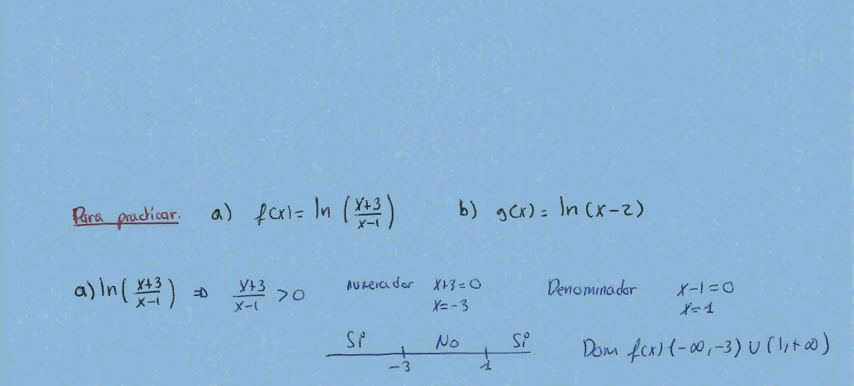 Para practicar. a) f(x)= ln (x+3/x-1) b) g(x)= ln (x-2)
a) ln (x+3/x-1) ⇒ x+3/x-1 >0 numerador x+3=0 Denominador x-1=0
x=-3 x=1
Sí No Sí Dom f(x) (-∞,-3) ∪ (1,+∞)
-3 1